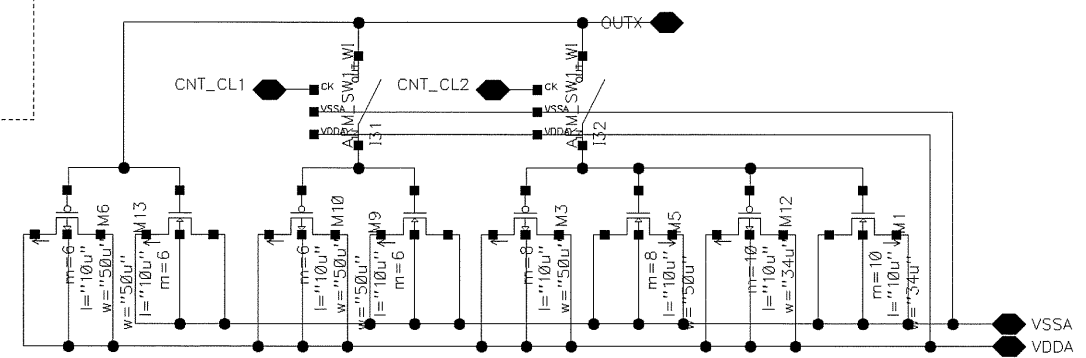 OUTX
CNT_CL1
CK
VSSA
VDDA
I31
CNT_CL2
CK
VSSA
VDDA
I32
M6
m=6
l="10u"
w="50u"
M13
w="50u"
l="10u"
m=6
M10
m=6
l="10u"
w="50u"
M9
w="50u"
l="10u"
m=6
M3
m=8
l="10u"
w="50u"
M5
m=8
l="10u"
w="50u"
M12
m=10
l="10u"
w="34u"
M1
m=10
l="10u"
w="34u"
VSSA
VDDA